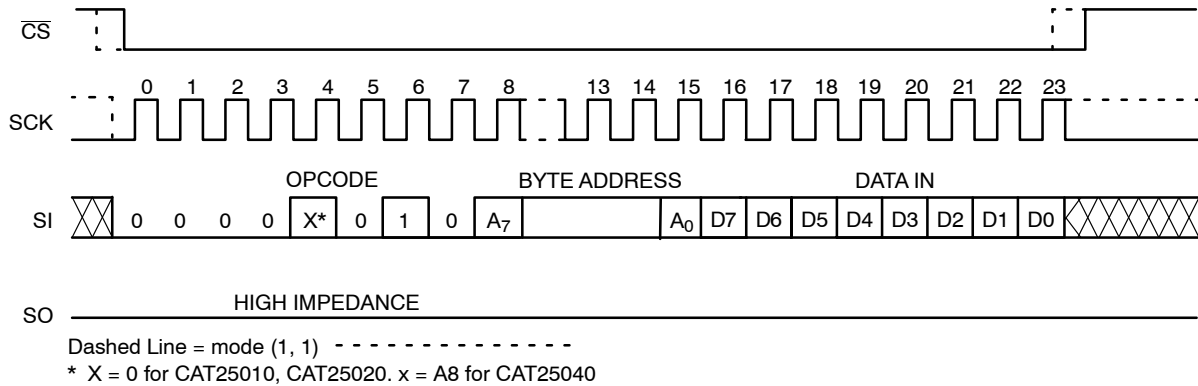 CS
0 1 2 3 4 5 6 7 8 13 14 15 16 17 18 19 20 21 22 23
SCK
OPCODE BYTE ADDRESS DATA IN
SI 0 0 0 0 X* 0 1 0 A7 A0 D7 D6 D5 D4 D3 D2 D1 D0
HIGH IMPEDANCE
SO
Dashed Line = mode (1, 1)
* X = 0 for CAT25010, CAT25020. x = A8 for CAT25040